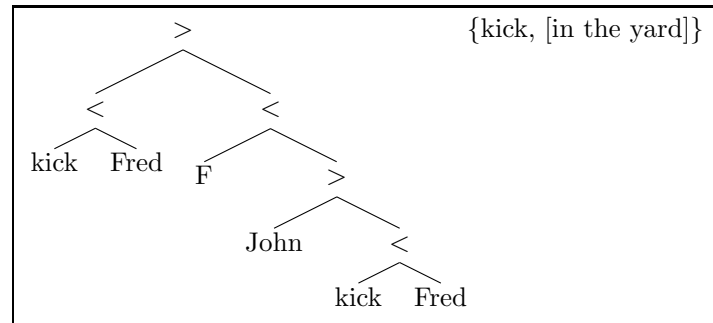 > {kick, [in the yard]}
< <
kick Fred F >
John <
kick Fred